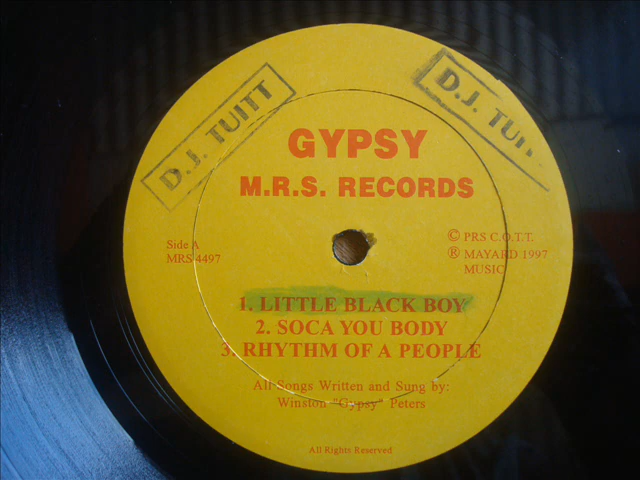 D.J. TUITT
D.J. TUIT
GYPSY
M.R.S. RECORDS
Side A
MRS 4497
© PRS C.O.T.T.
® MAYARD 1997
MUSIC
1. LITTLE BLACK BOY
2. SOCA YOU BODY
3. RHYTHM OF A PEOPLE
All Songs Written and Sung by:
Winston "Gypsy" Peters
All Rights Reserved